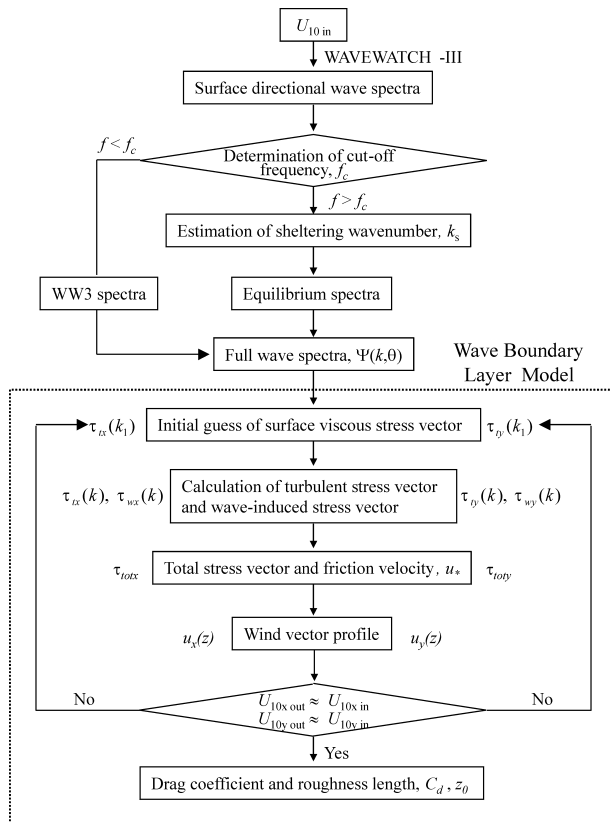 U10 in
WAVEWATCH -III
Surface directional wave spectra
f < fc
Determination of cut-off
frequency, fc
f > fc
Estimation of sheltering wavenumber, ks
WW3 spectra
Equilibrium spectra
Full wave spectra, Ψ(k,θ)
Wave Boundary
Layer Model
τtx(k1)
Initial guess of surface viscous stress vector
τty(k1)
τtx(k), τwx(k)
Calculation of turbulent stress vector
and wave-induced stress vector
τty(k), τwy(k)
τtotx
Total stress vector and friction velocity, u*
τtoty
ux(z)
Wind vector profile
uy(z)
No
U10x out ≈ U10x in
U10y out ≈ U10y in
No
Yes
Drag coefficient and roughness length, Cd , z0